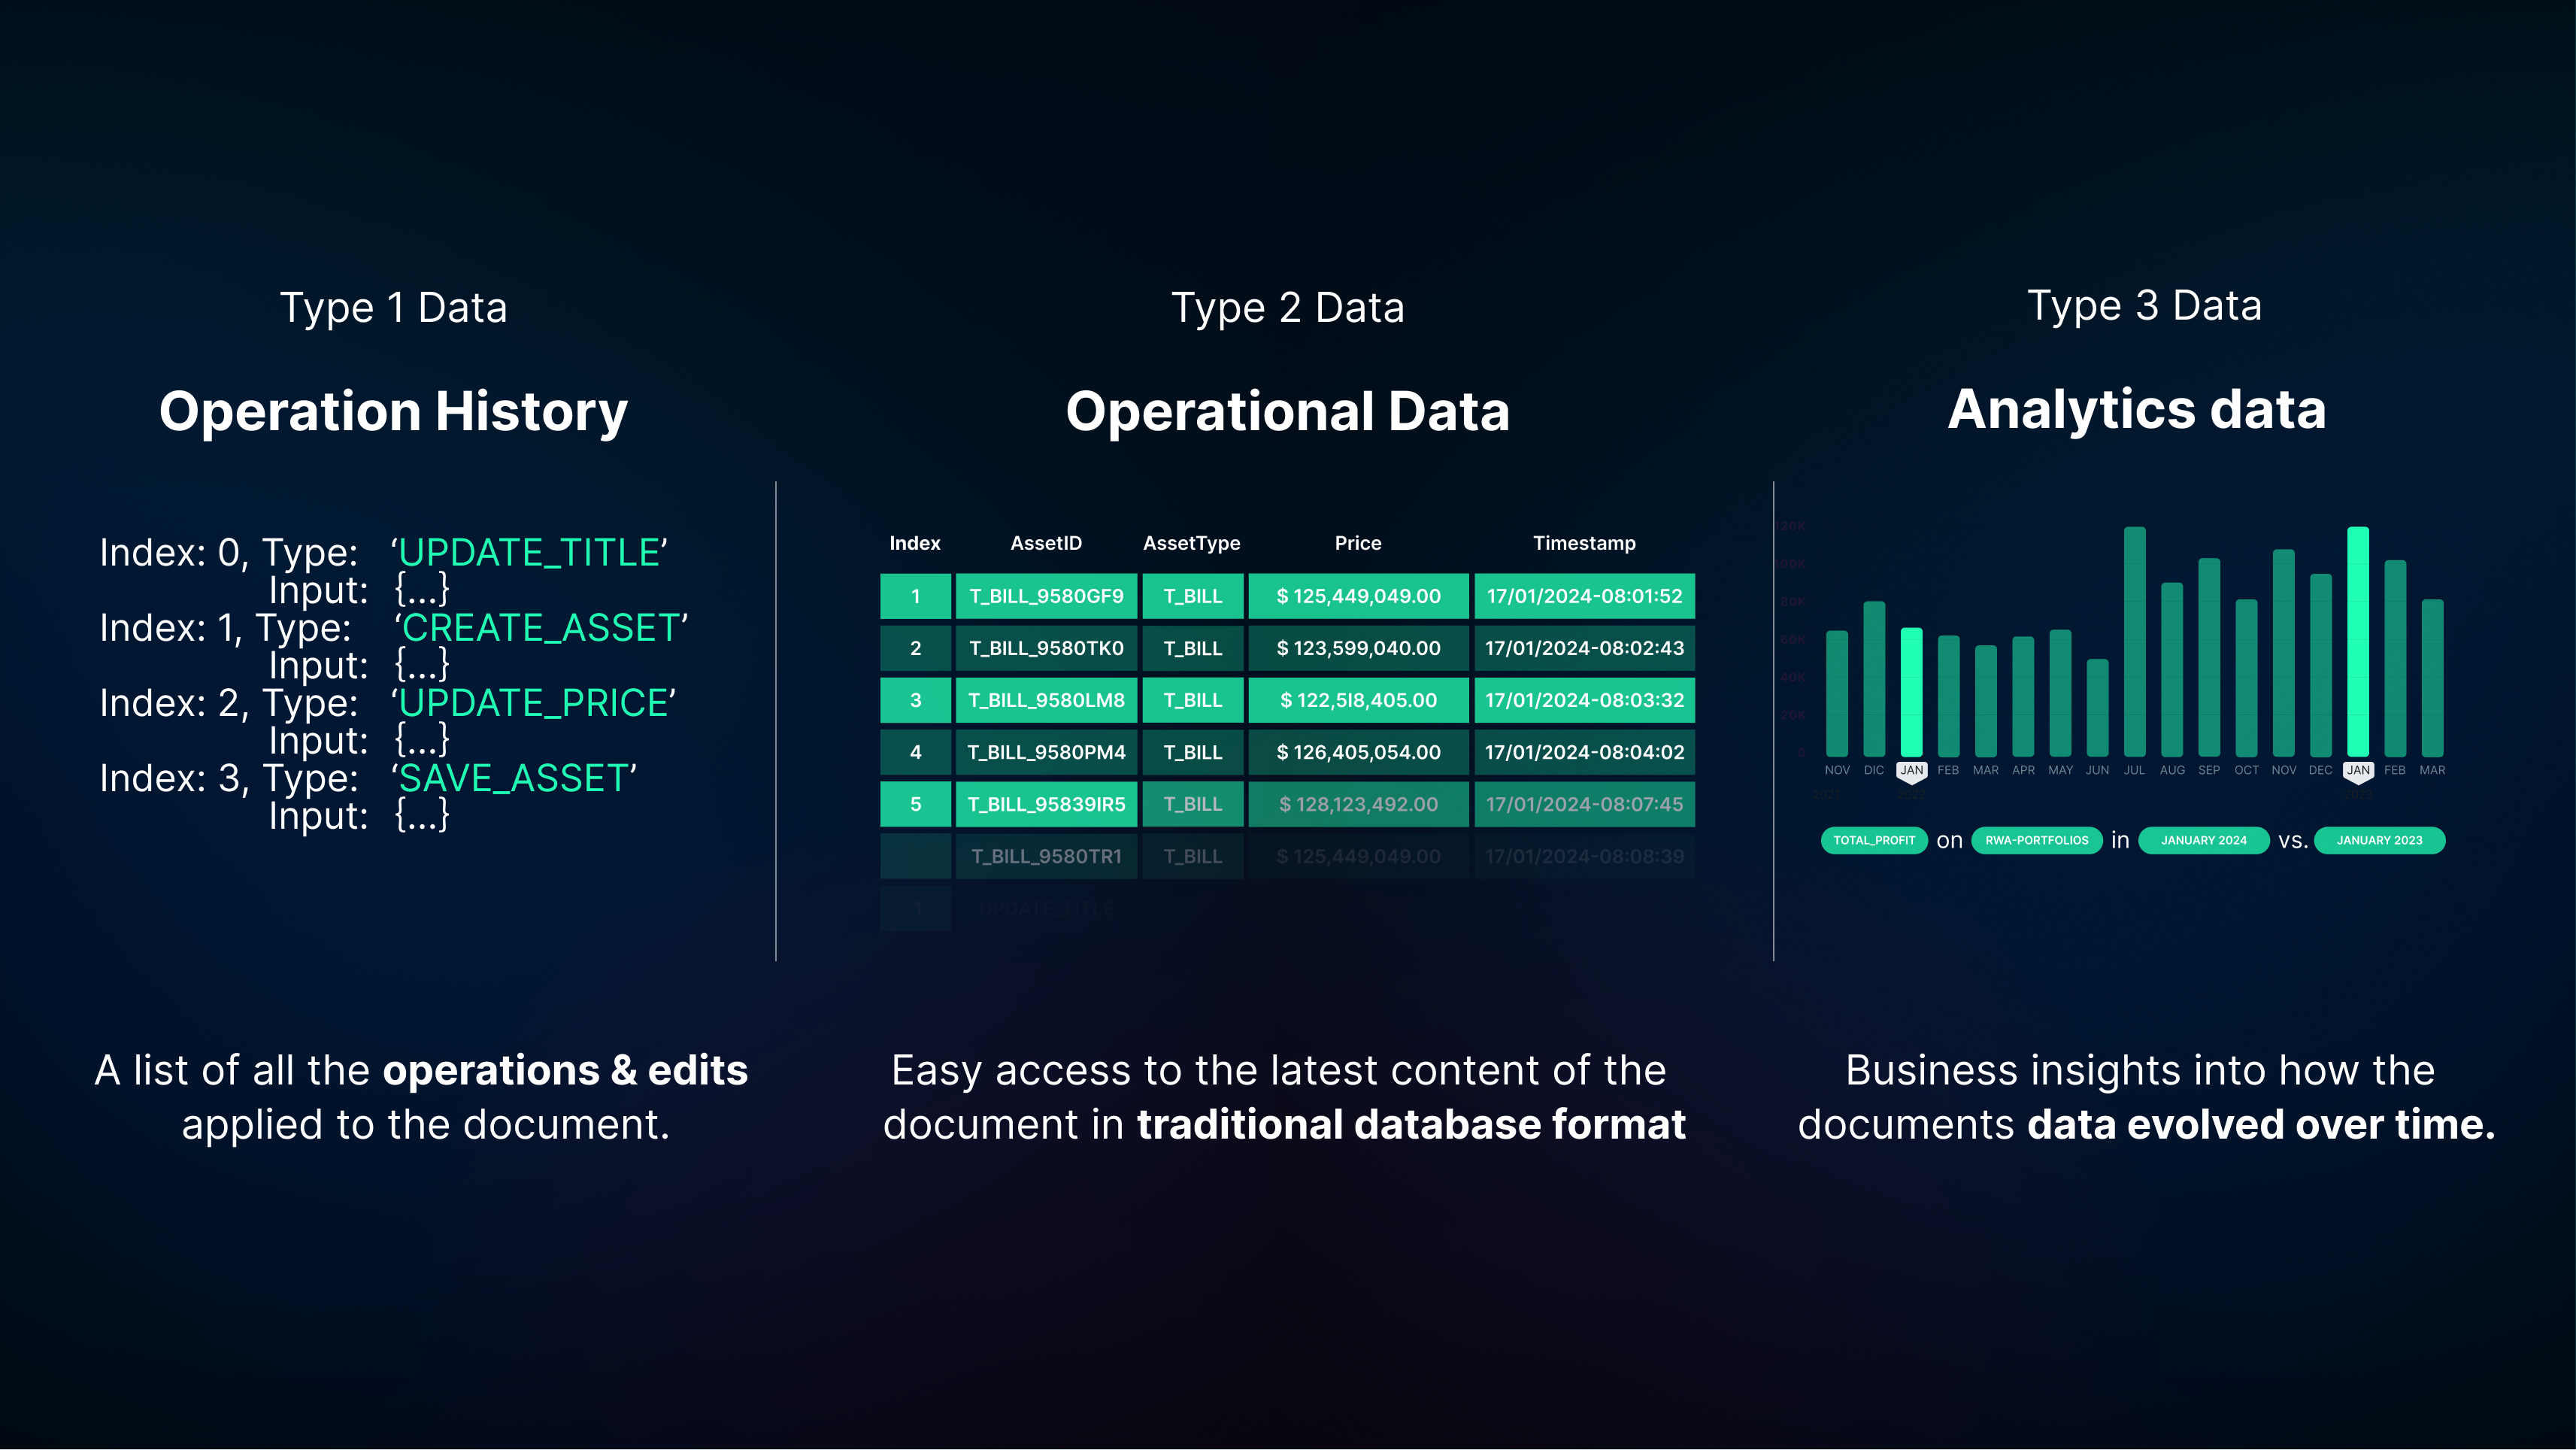 Type 1 Data
Operation History
Index: 0, Type: ‘UPDATE_TITLE’
Input: {...}
Index: 1, Type: ‘CREATE_ASSET’
Input: {...}
Index: 2, Type: ‘UPDATE_PRICE’
Input: {...}
Index: 3, Type: ‘SAVE_ASSET’
Input: {...}
A list of all the operations & edits
applied to the document.
Type 2 Data
Operational Data
Index AssetID AssetType Price Timestamp
1 T_BILL_9580GF9 T_BILL $ 125,449,049.00 17/01/2024-08:01:52
2 T_BILL_9580TK0 T_BILL $ 123,599,040.00 17/01/2024-08:02:43
3 T_BILL_9580LM8 T_BILL $ 122,5I8,405.00 17/01/2024-08:03:32
4 T_BILL_9580PM4 T_BILL $ 126,405,054.00 17/01/2024-08:04:02
5 T_BILL_95839IR5 T_BILL $ 128,123,492.00 17/01/2024-08:07:45
T_BILL_9580TR1 T_BILL $ 125,449,049.00 17/01/2024-08:08:39
1 UPDATE_TITLE
Easy access to the latest content of the
document in traditional database format
Type 3 Data
Analytics data
120K
100K
80K
60K
40K
20K
0
NOV DIC JAN FEB MAR APR MAY JUN JUL AUG SEP OCT NOV DEC JAN FEB MAR
2021 2022 2023
TOTAL_PROFIT on RWA-PORTFOLIOS in JANUARY 2024 vs. JANUARY 2023
Business insights into how the
documents data evolved over time.